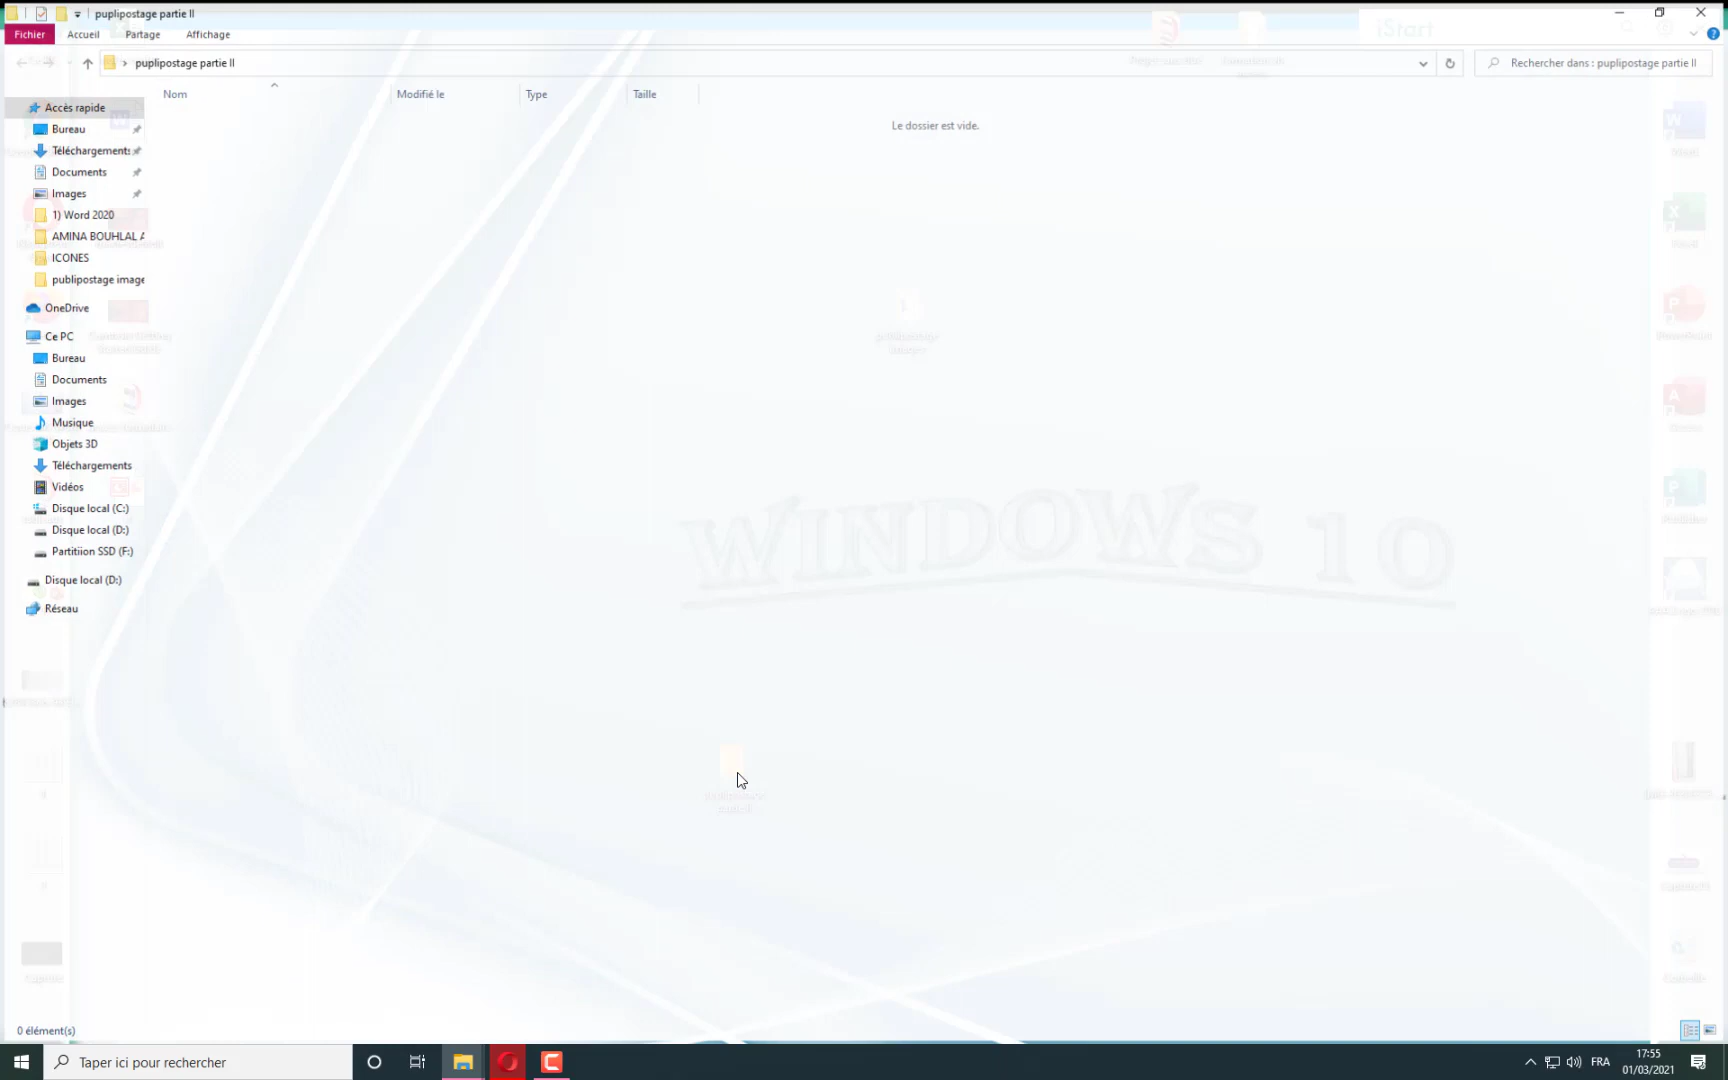 puplipostage partie II
Fichier
Accueil
Partage
Affichage
puplipostage partie II
Rechercher dans : puplipostage partie II
Nom
Modifié le
Type
Taille
Le dossier est vide.
Accès rapide
Bureau
Téléchargements
Documents
Images
1) Word 2020
AMINA BOUHLAL A
ICONES
publipostage image
OneDrive
Ce PC
Bureau
Documents
Images
Musique
Objets 3D
Téléchargements
Vidéos
Disque local (C:)
Disque local (D:)
Partitiion SSD (F:)
Disque local (D:)
Réseau
iStart
WINDOWS 10
0 élément(s)
Taper ici pour rechercher
FRA
17:55
01/03/2021